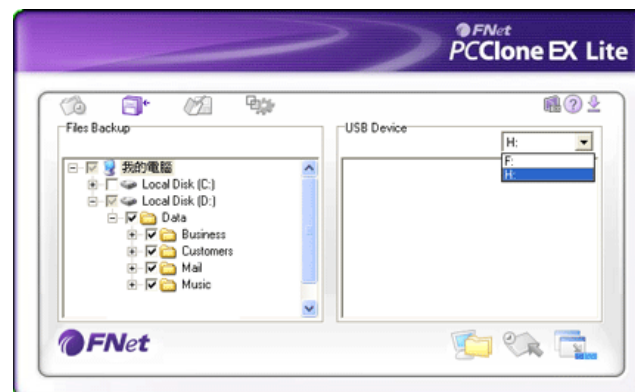 FNet
PCClone EX Lite
Files Backup
USB Device
H:
F:
H:
我的電腦
Local Disk (C:)
Local Disk (D:)
Data
Business
Customers
Mail
Music
FNet